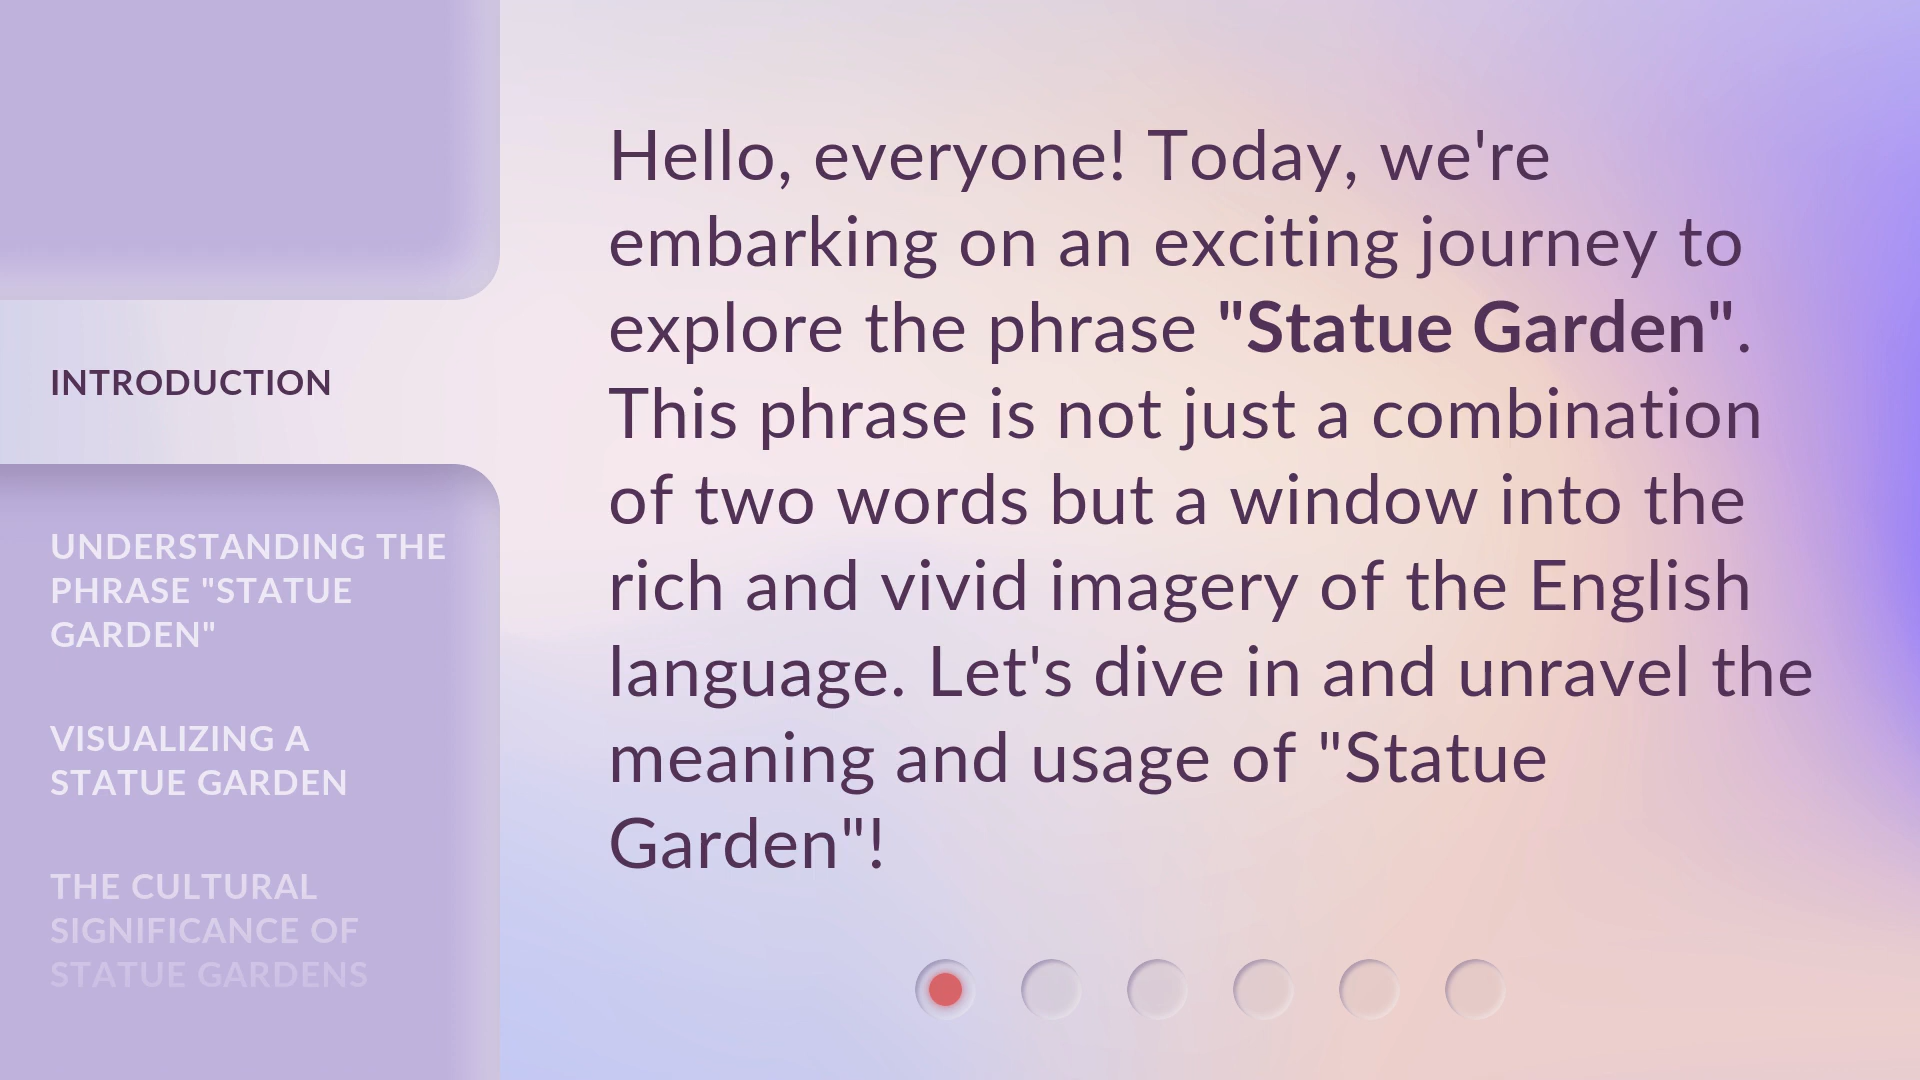 INTRODUCTION
UNDERSTANDING THE
PHRASE "STATUE
GARDEN"
VISUALIZING A
STATUE GARDEN
THE CULTURAL
SIGNIFICANCE OF
STATUE GARDENS
Hello, everyone! Today, we're
embarking on an exciting journey to
explore the phrase "Statue Garden".
This phrase is not just a combination
of two words but a window into the
rich and vivid imagery of the English
language. Let's dive in and unravel the
meaning and usage of "Statue
Garden"!